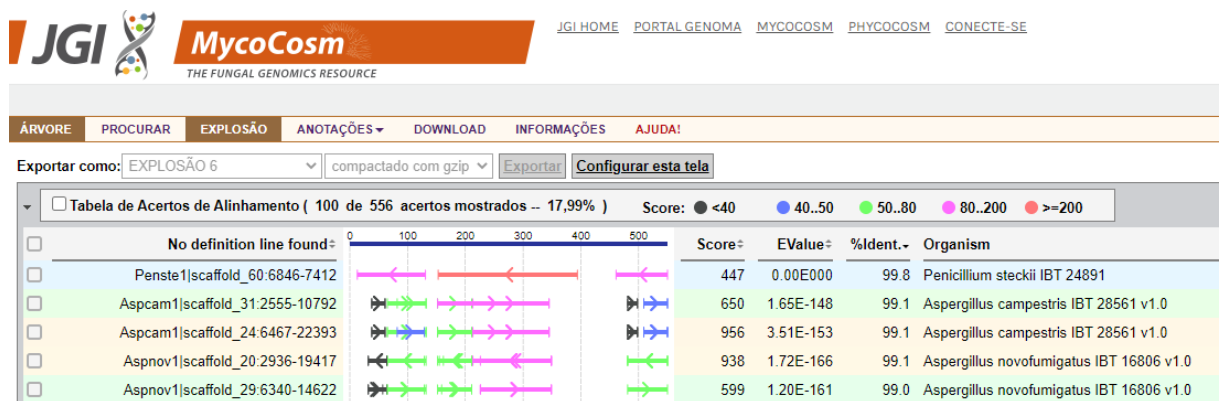 JGI HOME PORTAL GENOMA MYCOCOSM PHYCOCOSM CONECTE-SE
JGI MycoCosm
THE FUNGAL GENOMICS RESOURCE
ÁRVORE PROCURAR EXPLOSÃO ANOTAÇÕES DOWNLOAD INFORMAÇÕES AJUDA!
Exportar como: EXPLOSÃO 6 compactado com gzip Exportar Configurar esta tela
Tabela de Acertos de Alinhamento ( 100 de 556 acertos mostrados -- 17,99% ) Score: <40 40..50 50..80 80..200 >=200
No definition line found 0 100 200 300 400 500 Score EValue %Ident. Organism
Penste1|scaffold_60:6846-7412 447 0.00E000 99.8 Penicillium steckii IBT 24891
Aspcam1|scaffold_31:2555-10792 650 1.65E-148 99.1 Aspergillus campestris IBT 28561 v1.0
Aspcam1|scaffold_24:6467-22393 956 3.51E-153 99.1 Aspergillus campestris IBT 28561 v1.0
Aspnov1|scaffold_20:2936-19417 938 1.72E-166 99.1 Aspergillus novofumigatus IBT 16806 v1.0
Aspnov1|scaffold_29:6340-14622 599 1.20E-161 99.0 Aspergillus novofumigatus IBT 16806 v1.0